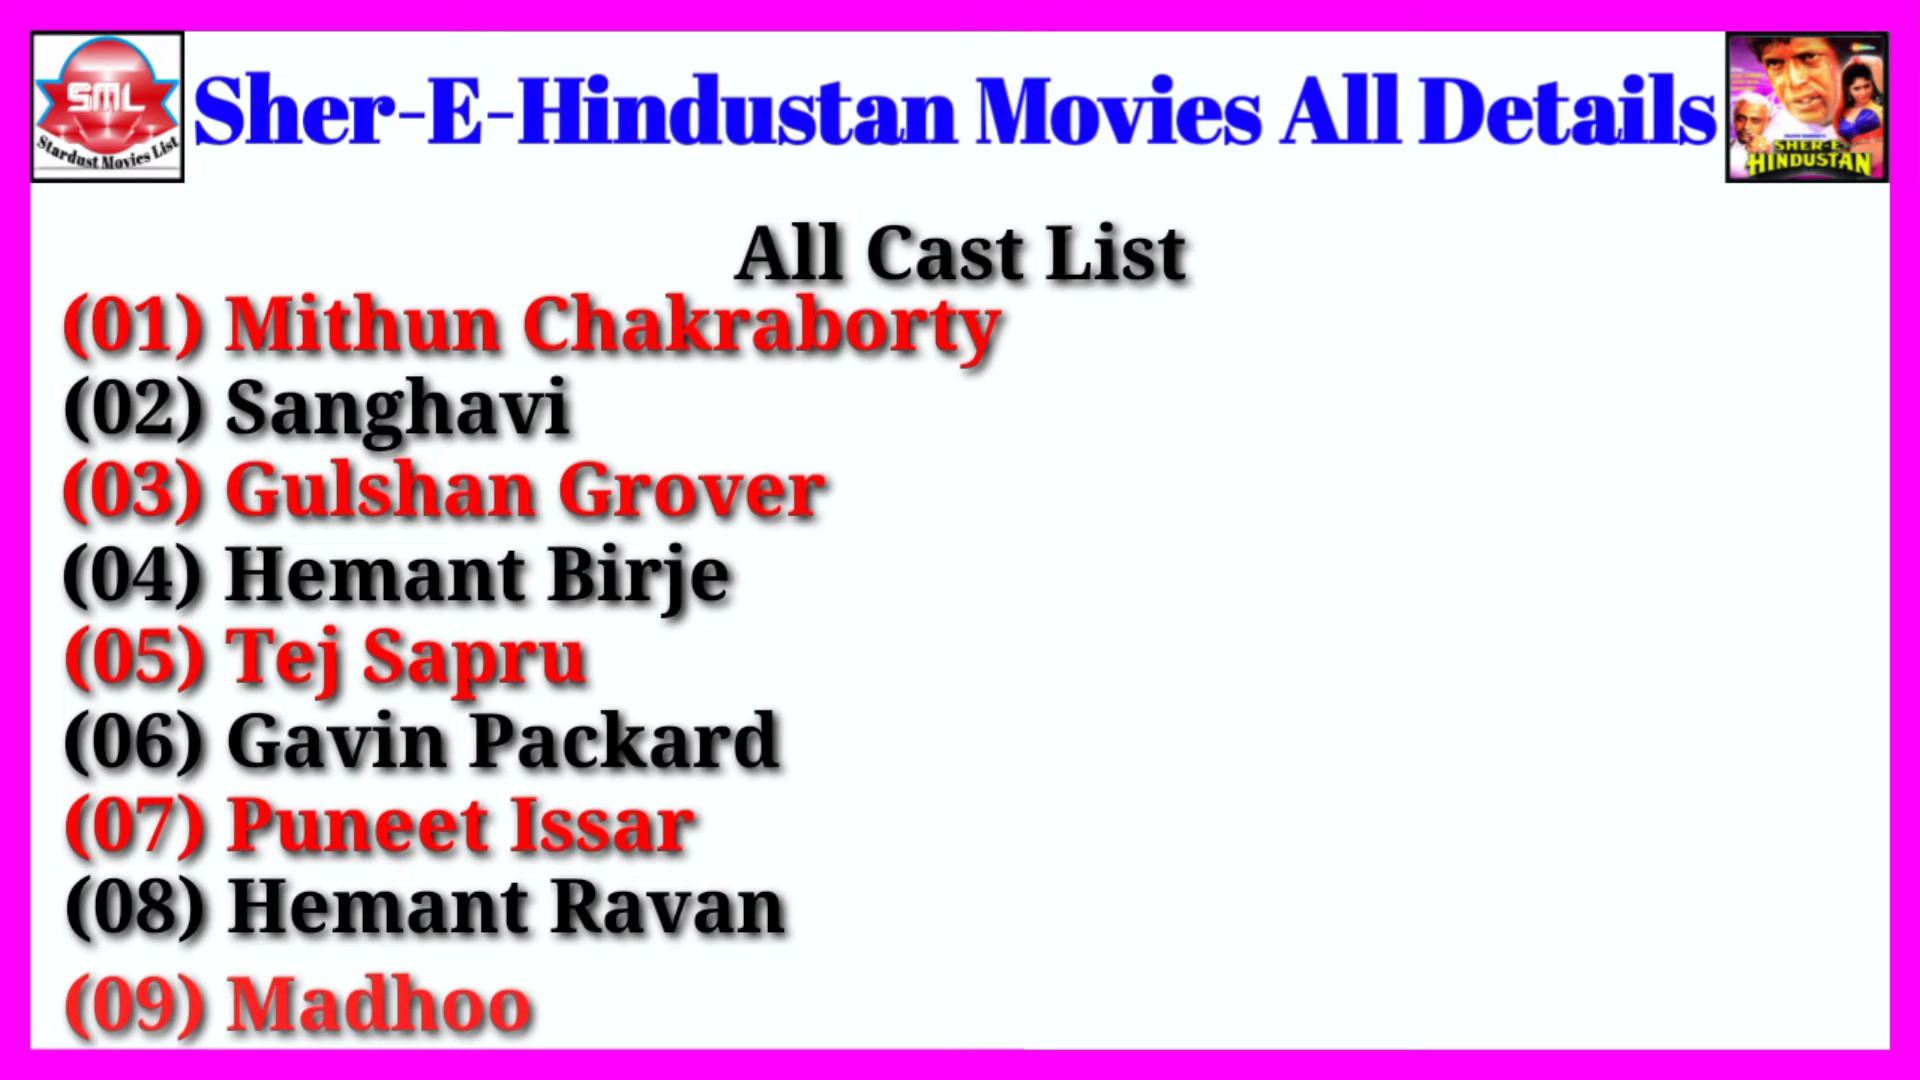 SML
Stardust Movies List
Sher-E-Hindustan Movies All Details
SHER-E-
HINDUSTAN
All Cast List
(01) Mithun Chakraborty
(02) Sanghavi
(03) Gulshan Grover
(04) Hemant Birje
(05) Tej Sapru
(06) Gavin Packard
(07) Puneet Issar
(08) Hemant Ravan
(09) Madhoo